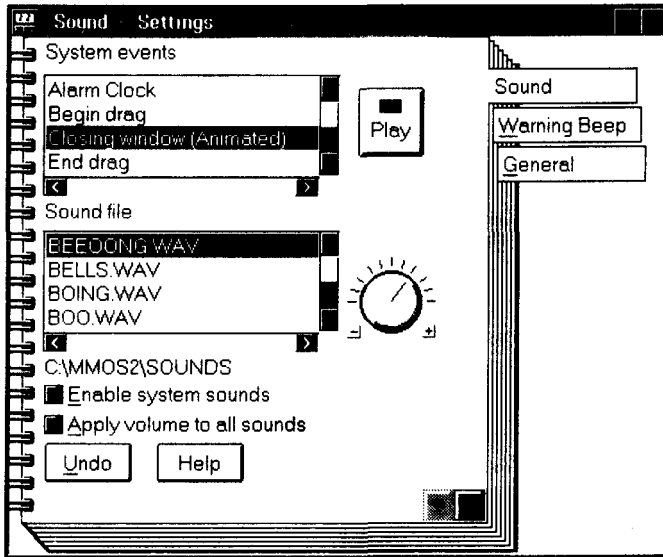 Sound - Settings
System events
Alarm Clock
Begin drag
Closing window (Animated)
End drag
Play
Sound
Warning Beep
General
Sound file
BEEOONG.WAV
BELLS.WAV
BOING.WAV
BOO.WAV
C:\MMOS2\SOUNDS
Enable system sounds
Apply volume to all sounds
Undo
Help